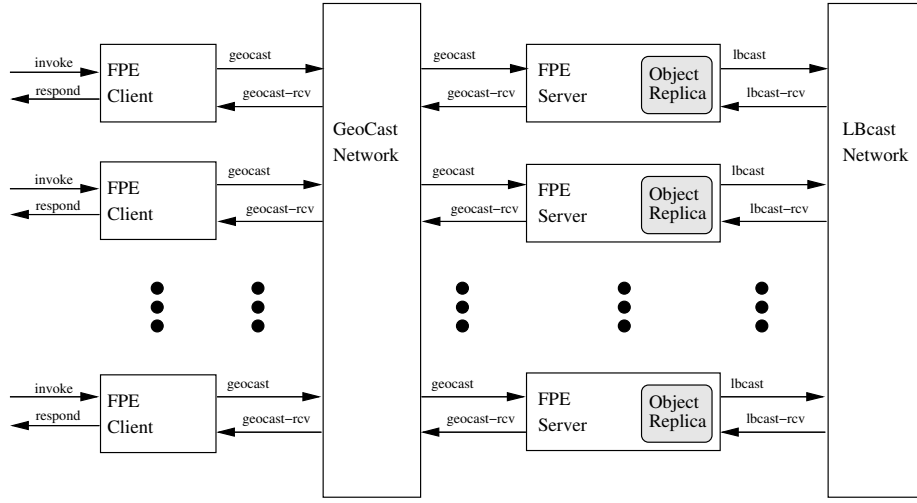 invoke
respond
FPE
Client
geocast
geocast−rcv
GeoCast
Network
geocast
geocast−rcv
FPE
Server
Object
Replica
lbcast
lbcast−rcv
LBcast
Network
invoke
respond
FPE
Client
geocast
geocast−rcv
geocast
geocast−rcv
FPE
Server
Object
Replica
lbcast
lbcast−rcv
invoke
respond
FPE
Client
geocast
geocast−rcv
geocast
geocast−rcv
FPE
Server
Object
Replica
lbcast
lbcast−rcv